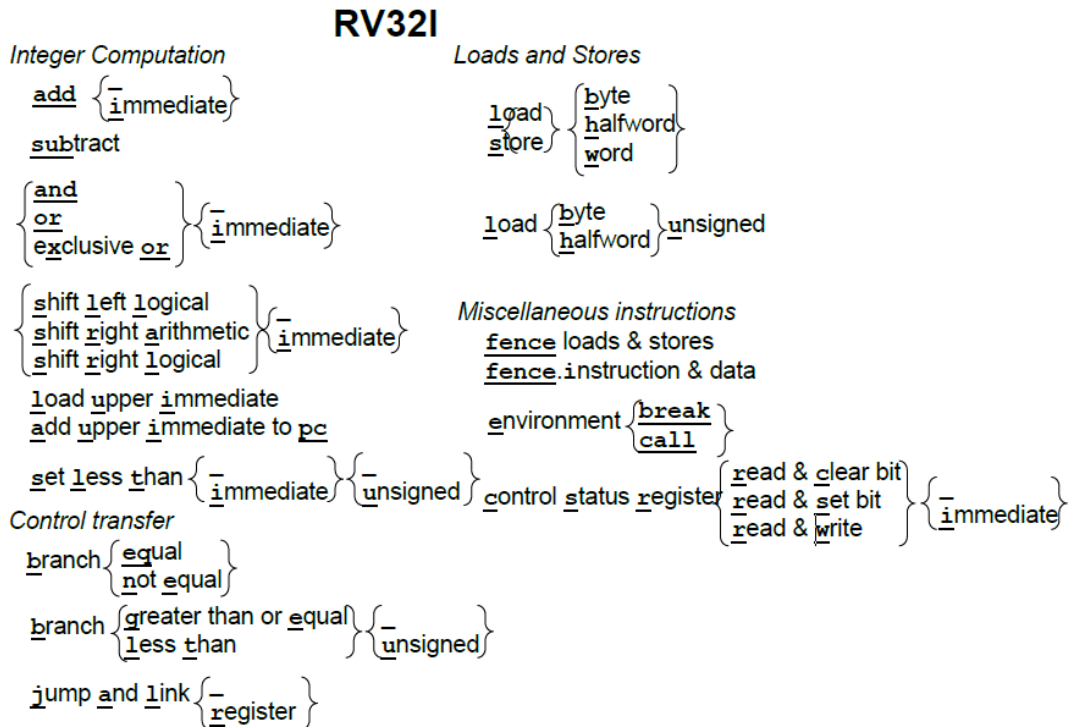 RV32I
Integer Computation
add { _
immediate }
subtract
{ and
or
exclusive or } { _
immediate }
{ shift left logical
shift right arithmetic
shift right logical } { _
immediate }
load upper immediate
add upper immediate to pc
set less than { _
immediate } { _
unsigned }
Control transfer
branch { equal
not equal }
branch { greater than or equal
less than } { _
unsigned }
jump and link { _
register }
Loads and Stores
{ load
store } { byte
halfword
word }
load { byte
halfword } unsigned
Miscellaneous instructions
fence loads & stores
fence.instruction & data
environment { break
call }
control status register { read & clear bit
read & set bit
read & write } { _
immediate }